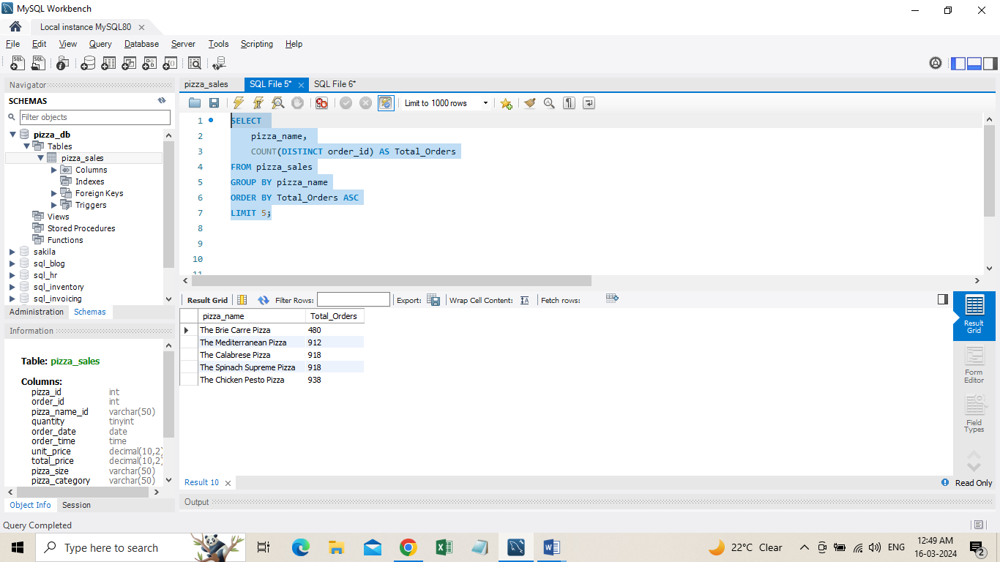 MySQL Workbench
Local instance MySQL80
File Edit View Query Database Server Tools Scripting Help
Navigator
SCHEMAS
Filter objects
pizza_db
Tables
pizza_sales
Columns
Indexes
Foreign Keys
Triggers
Views
Stored Procedures
Functions
sakila
sql_blog
sql_hr
sql_inventory
sql_invoicing
Administration Schemas
Information
Table: pizza_sales
Columns:
pizza_id int
order_id int
pizza_name_id varchar(50)
quantity tinyint
order_date date
order_time time
unit_price decimal(10,2)
total_price decimal(10,2)
pizza_size varchar(50)
pizza_category varchar(50)
Object Info Session
pizza_sales SQL File 5* SQL File 6*
Limit to 1000 rows
1 SELECT
2 pizza_name,
3 COUNT(DISTINCT order_id) AS Total_Orders
4 FROM pizza_sales
5 GROUP BY pizza_name
6 ORDER BY Total_Orders ASC
7 LIMIT 5;
8
9
10
11
Result Grid Filter Rows: Export: Wrap Cell Content: Fetch rows:
pizza_name Total_Orders
The Brie Carre Pizza 480
The Mediterranean Pizza 912
The Calabrese Pizza 918
The Spinach Supreme Pizza 918
The Chicken Pesto Pizza 938
Result
Grid
Form
Editor
Field
Types
Result 10
Read Only
Output
Query Completed
Type here to search
22°C Clear
ENG
12:49 AM
16-03-2024
2